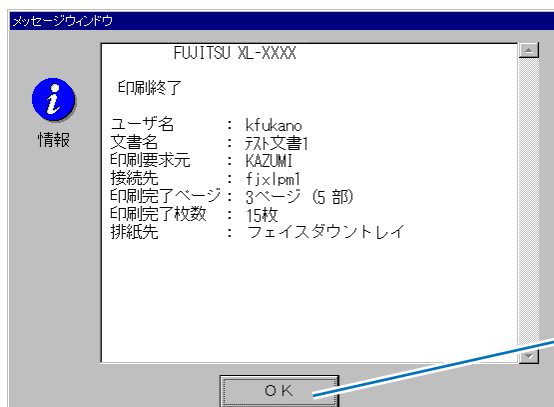 メッセージウィンドウ
FUJITSU XL-XXXX
印刷終了
情報
ユーザ名 : kfukano
文書名 : ﾃｽﾄ文書1
印刷要求元 : KAZUMI
接続先 : fjxlpm1
印刷完了ページ : 3ページ (5 部)
印刷完了枚数 : 15枚
排紙先 : フェイスダウントレイ
OK